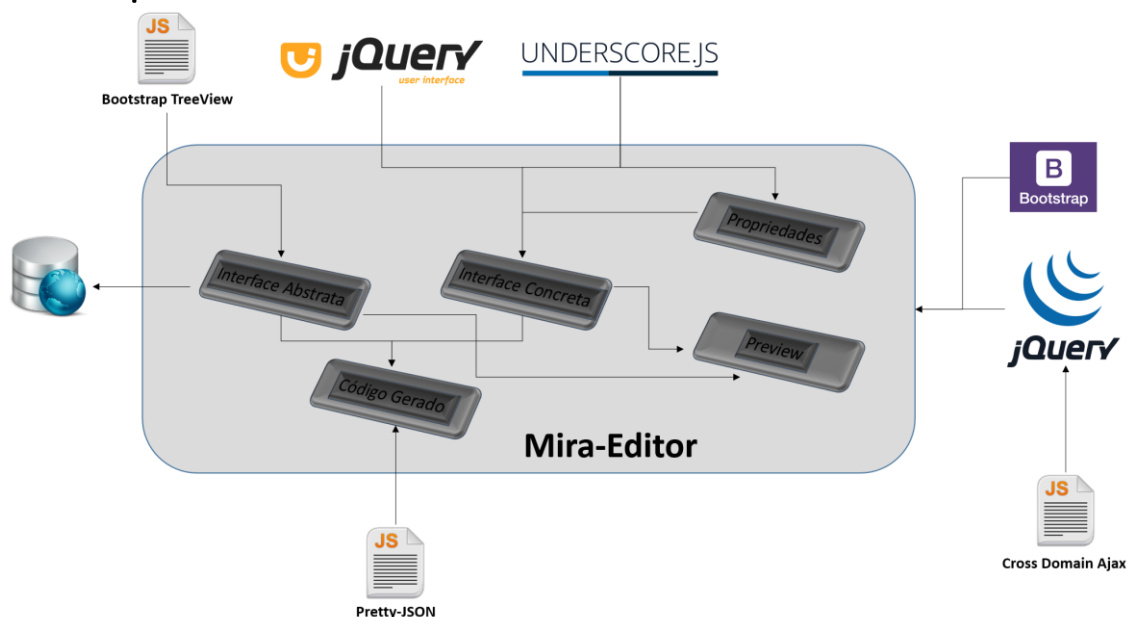 JS
Bootstrap TreeView
jQuery
user interface
UNDERSCORE.JS
B
Bootstrap
Propriedades
Interface Abstrata
Interface Concreta
Preview
jQuery
Código Gerado
Mira-Editor
JS
Pretty-JSON
JS
Cross Domain Ajax